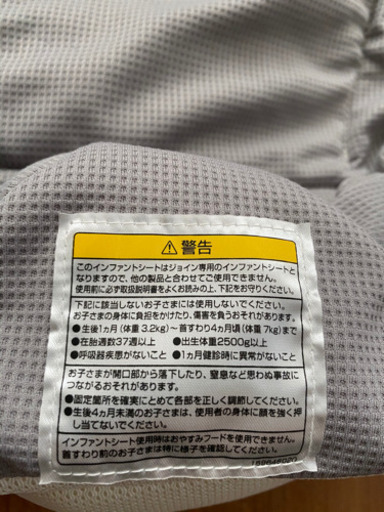 ⚠警告
このインファントシートはジョイン専用のインファントシートと
なりますので、他の製品と合わせてご使用できません。
使用前に必ず取扱説明書をよくお読みの上、下記をお守りください。
下記に該当しないお子さまには使用しないでください。
お子さまの身体に負担をかけたり、傷害を負うおそれがあります。
●生後1ヵ月(体重3.2kg)〜首すわり4ヵ月頃(体重7kg)まで
●在胎週数37週以上 ●出生体重2500g以上
●呼吸器疾患がないこと ●1ヵ月健診時に異常がないこと
お子さまが開口部から落下したり、窒息など思わぬ事故に
つながるおそれがあります。
●固定箇所を確実にとめて各部を正しく調節してください。
●生後4ヵ月未満のお子さまは、使用者の身体に顔を強く押
し当てないでください。
インファントシート使用時はおやすみフードを使用できません。
首すわり前のお子さまは特に様子を確認してください。